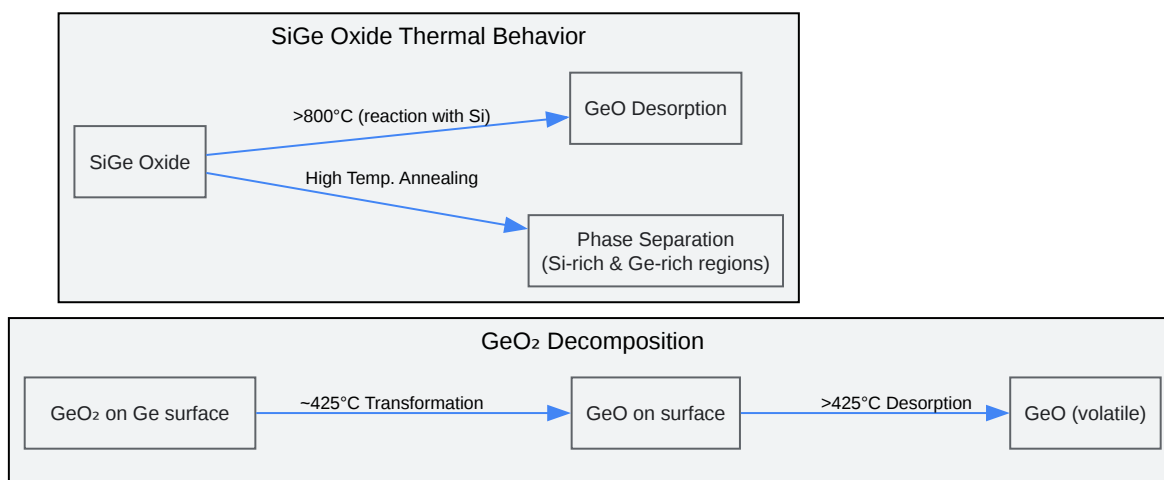 SiGe Oxide Thermal Behavior
GeO Desorption
>800°C (reaction with Si)
SiGe Oxide
High Temp. Annealing
Phase Separation
(Si-rich & Ge-rich regions)
GeO₂ Decomposition
GeO₂ on Ge surface
~425°C Transformation
GeO on surface
>425°C Desorption
GeO (volatile)